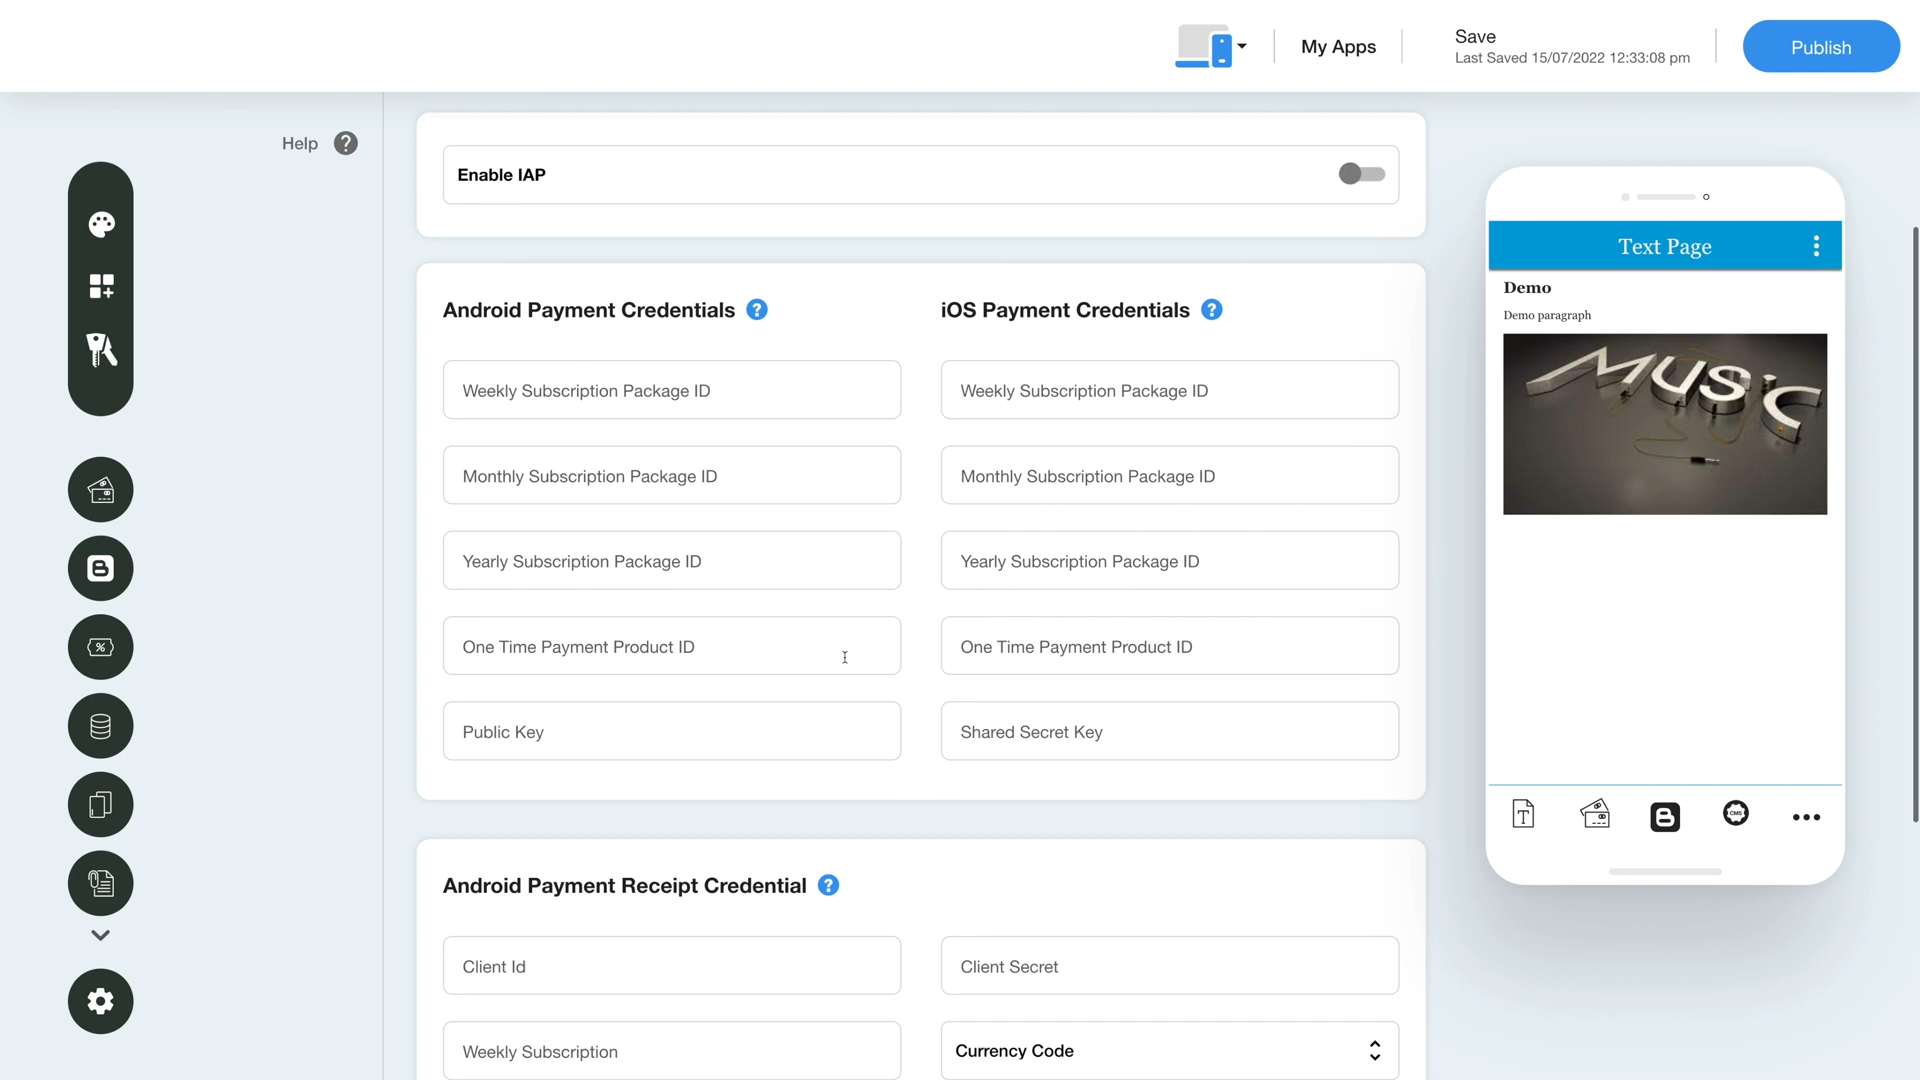 My Apps
Save
Last Saved 15/07/2022 12:33:08 pm
Publish
Help
Enable IAP
Android Payment Credentials
iOS Payment Credentials
Weekly Subscription Package ID
Weekly Subscription Package ID
Monthly Subscription Package ID
Monthly Subscription Package ID
Yearly Subscription Package ID
Yearly Subscription Package ID
One Time Payment Product ID
One Time Payment Product ID
Public Key
Shared Secret Key
Android Payment Receipt Credential
Client Id
Client Secret
Weekly Subscription
Currency Code
Text Page
Demo
Demo paragraph
MUSiC
CMS